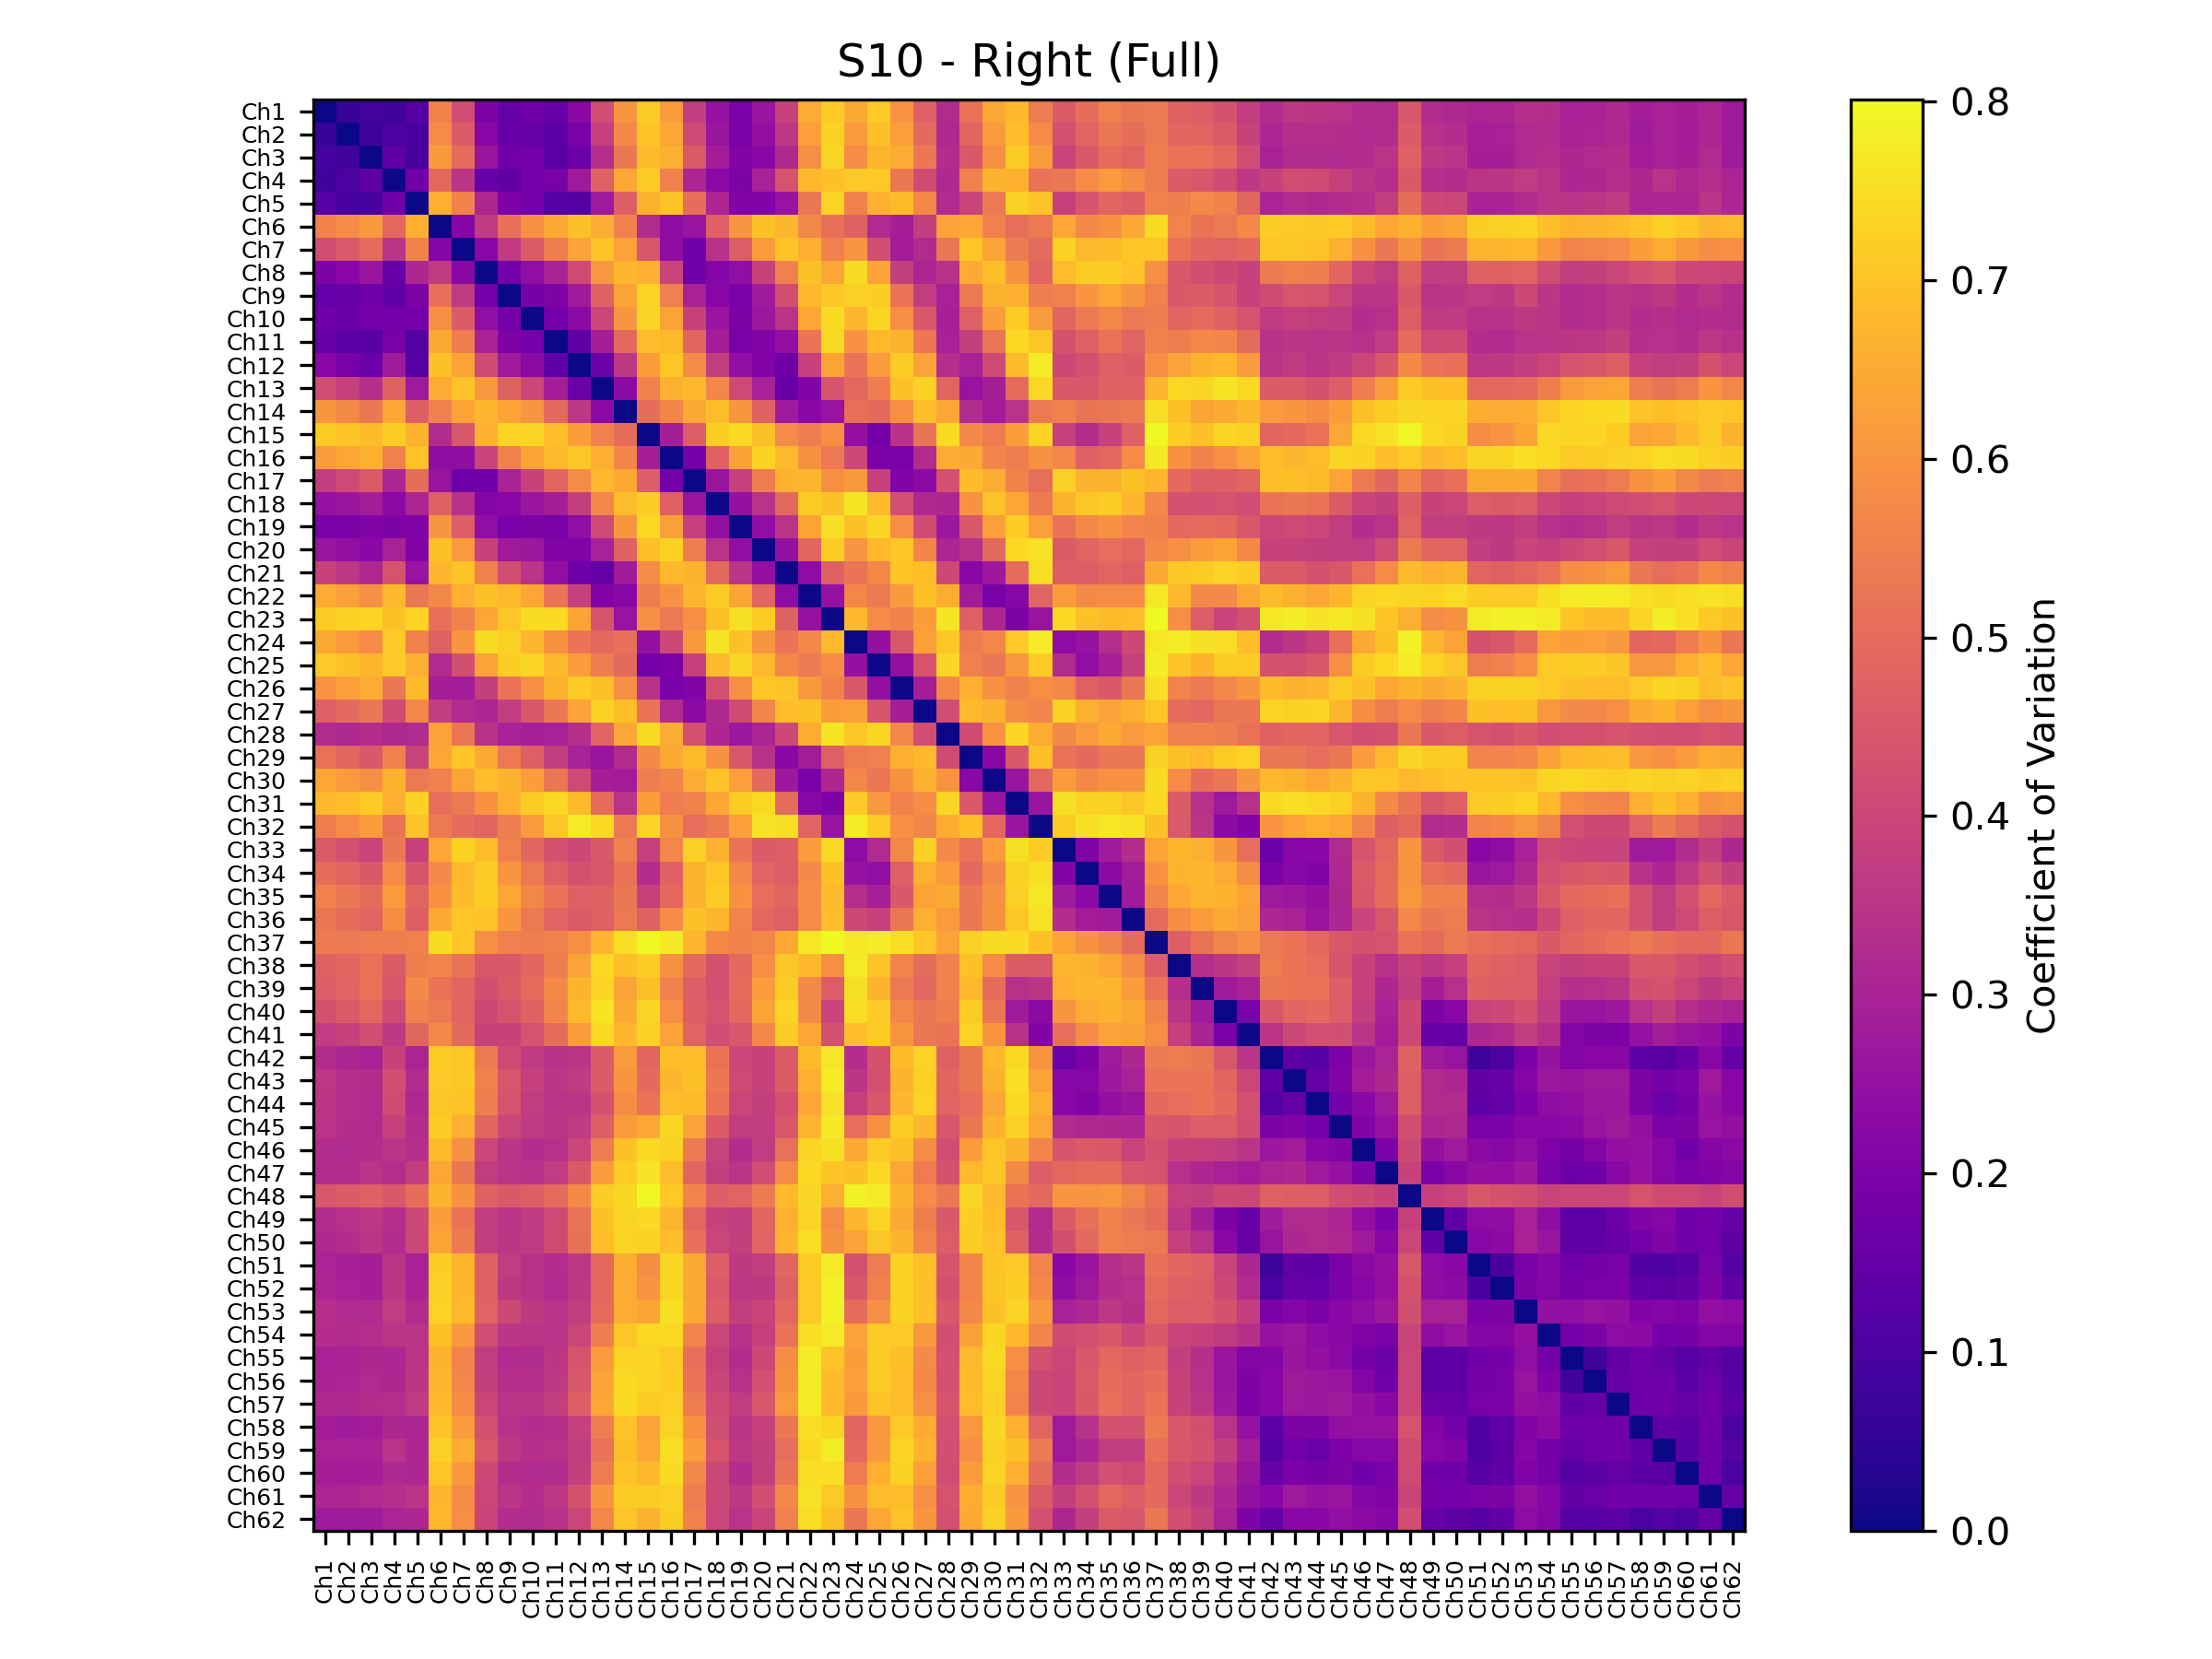 S10 - Right (Full)
Ch1
Ch2
Ch3
Ch4
Ch5
Ch6
Ch7
Ch8
Ch9
Ch10
Ch11
Ch12
Ch13
Ch14
Ch15
Ch16
Ch17
Ch18
Ch19
Ch20
Ch21
Ch22
Ch23
Ch24
Ch25
Ch26
Ch27
Ch28
Ch29
Ch30
Ch31
Ch32
Ch33
Ch34
Ch35
Ch36
Ch37
Ch38
Ch39
Ch40
Ch41
Ch42
Ch43
Ch44
Ch45
Ch46
Ch47
Ch48
Ch49
Ch50
Ch51
Ch52
Ch53
Ch54
Ch55
Ch56
Ch57
Ch58
Ch59
Ch60
Ch61
Ch62
Ch1
Ch2
Ch3
Ch4
Ch5
Ch6
Ch7
Ch8
Ch9
Ch10
Ch11
Ch12
Ch13
Ch14
Ch15
Ch16
Ch17
Ch18
Ch19
Ch20
Ch21
Ch22
Ch23
Ch24
Ch25
Ch26
Ch27
Ch28
Ch29
Ch30
Ch31
Ch32
Ch33
Ch34
Ch35
Ch36
Ch37
Ch38
Ch39
Ch40
Ch41
Ch42
Ch43
Ch44
Ch45
Ch46
Ch47
Ch48
Ch49
Ch50
Ch51
Ch52
Ch53
Ch54
Ch55
Ch56
Ch57
Ch58
Ch59
Ch60
Ch61
Ch62
0.8
0.7
0.6
0.5
0.4
0.3
0.2
0.1
0.0
Coefficient of Variation